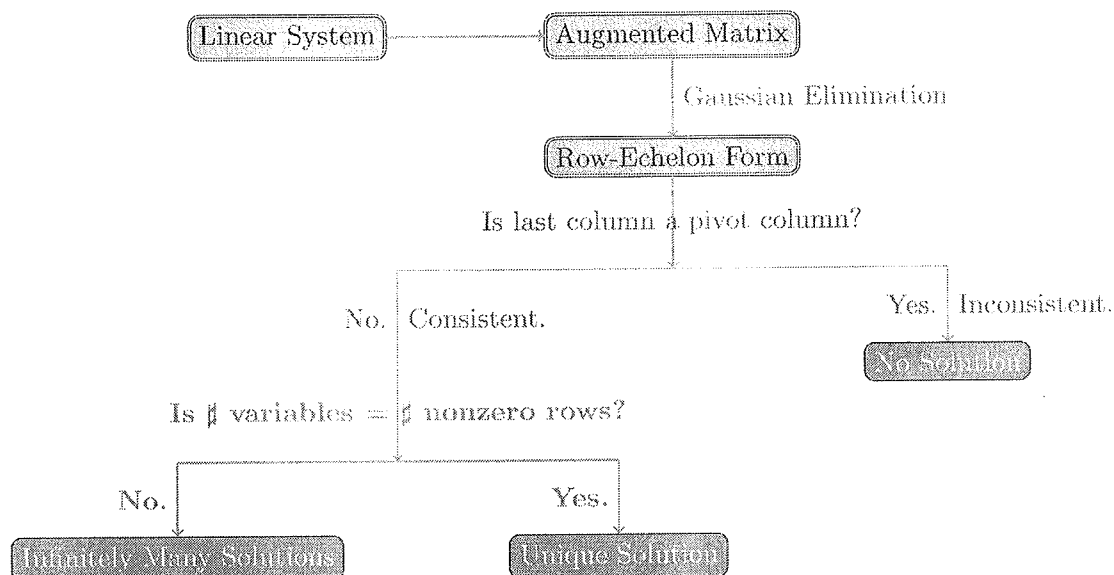 Linear System
Augmented Matrix
Gaussian Elimination
Row-Echelon Form
Is last column a pivot column?
No. Consistent.
Yes. Inconsistent.
No Solution
Is ♯ variables = ♯ nonzero rows?
No.
Yes.
Infinitely Many Solutions
Unique Solution